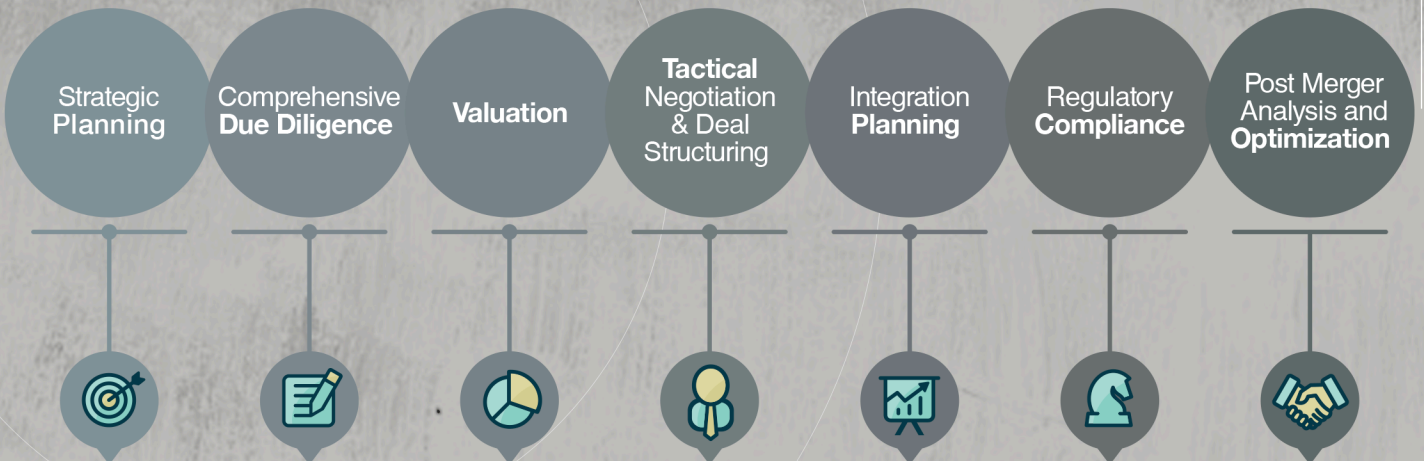 Strategic
Planning
Comprehensive
Due Diligence
Valuation
Tactical
Negotiation
& Deal
Structuring
Integration
Planning
Regulatory
Compliance
Post Merger
Analysis and
Optimization